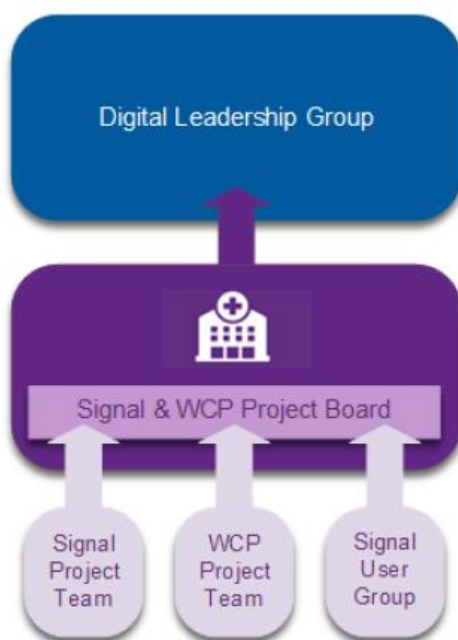 Digital Leadership Group
Signal & WCP Project Board
Signal
Project
Team
WCP
Project
Team
Signal
User
Group